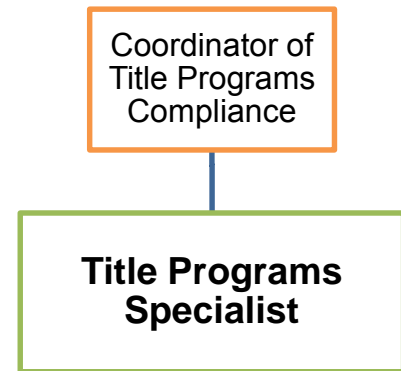 Coordinator of
Title Programs
Compliance
Title Programs
Specialist